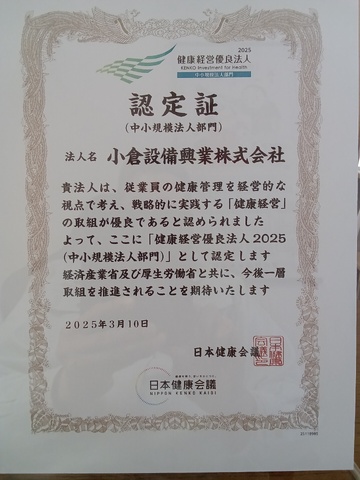 2025
健康経営優良法人
KENKO Investment for Health
中小規模法人部門
認定証
(中小規模法人部門)
法人名 小倉設備興業株式会社
貴法人は、従業員の健康管理を経営的な
視点で考え、戦略的に実践する「健康経営」
の取組が優良であると認められました
よって、ここに「健康経営優良法人2025
(中小規模法人部門)」として認定します
経済産業省及び厚生労働省と共に、今後一層
取組を推進されることを期待いたします
2025年3月10日
日本健康会議
日本健康会議
NIPPON KENKO KAIGI